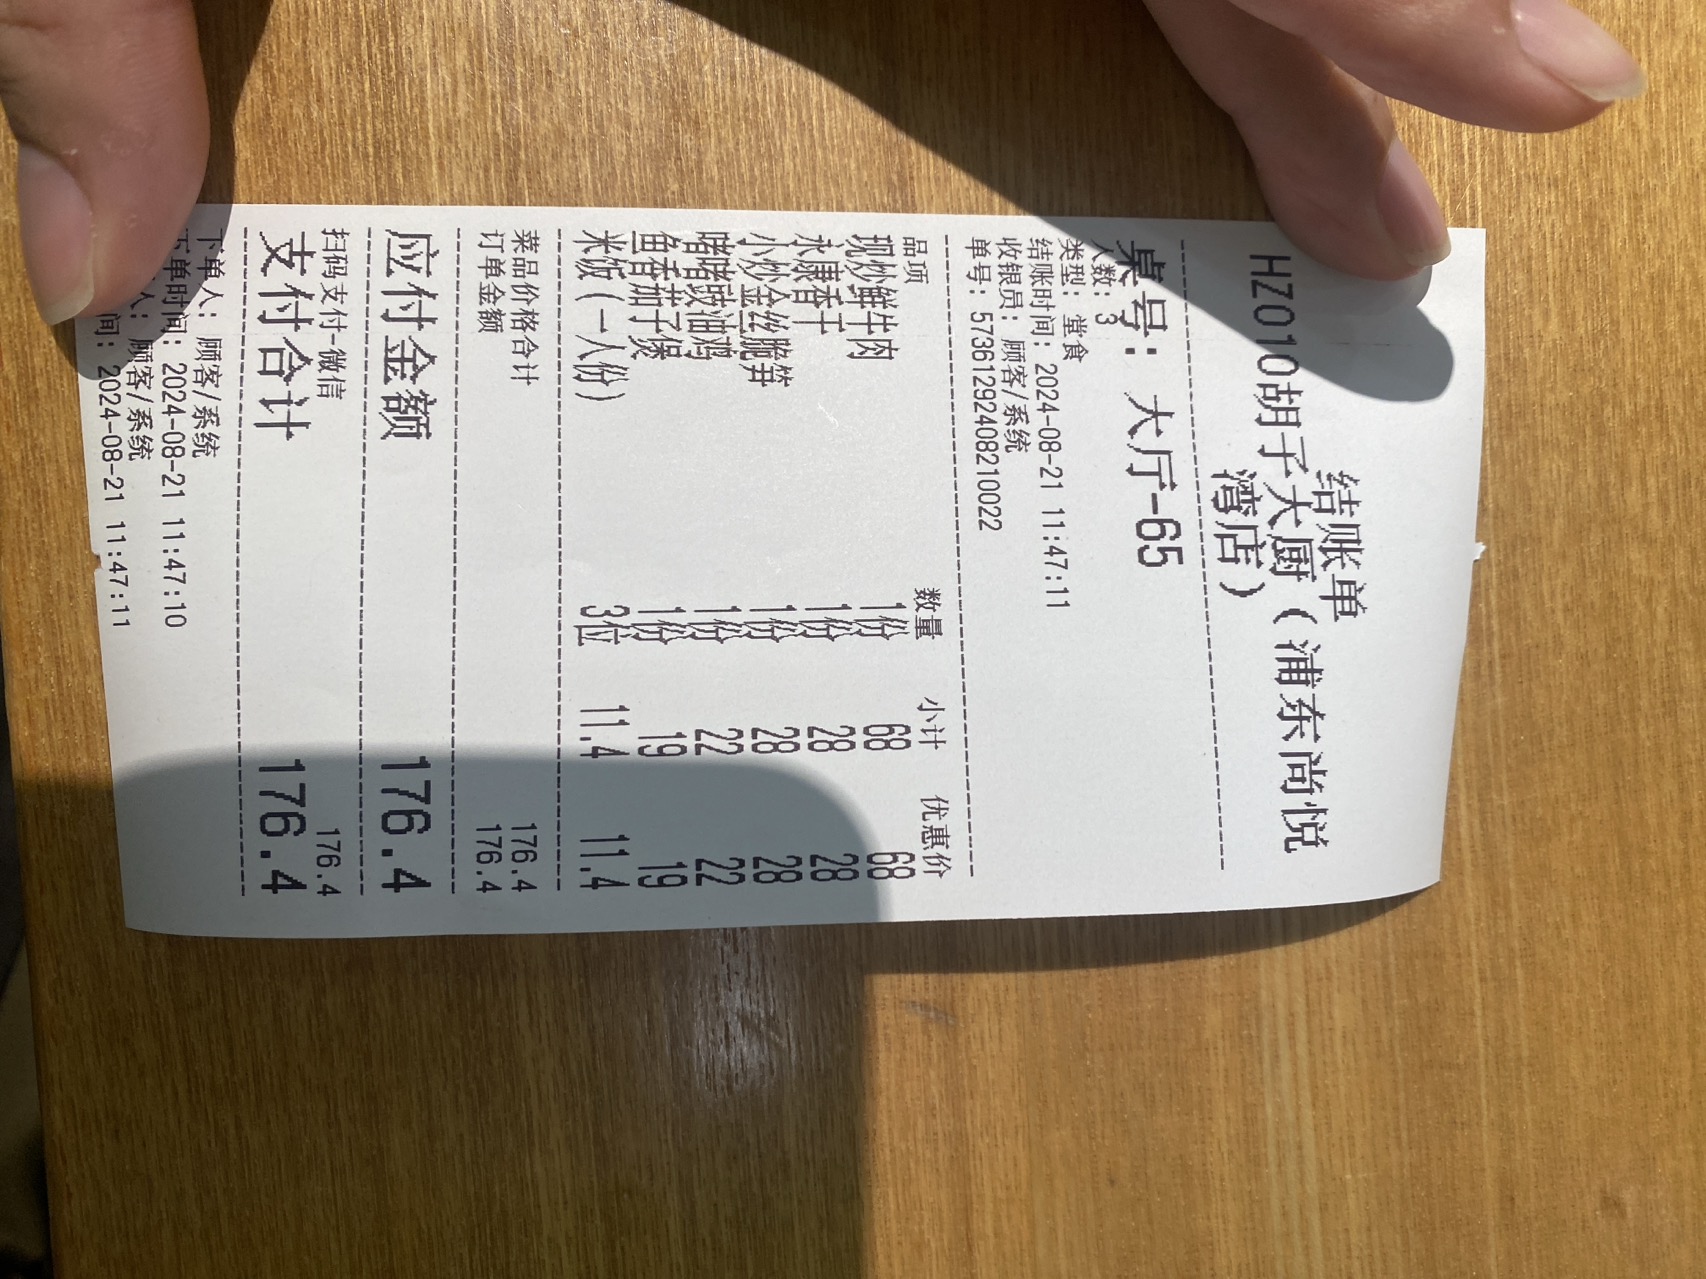 结账单
HZ010胡子大厨（浦东尚悦
湾店）
桌号：大厅-65
人数：3
类型：堂食
结账时间：2024-08-21 11:47:11
收银员：顾客/系统
单号：573612924082100​22
品项 数量 小计 优惠价
现炒鲜牛肉 1份 68 68
永康香干 1份 28 28
小炒金丝脆笋 1份 28 28
啫啫豉油鸡 1份 22 22
鱼香茄子煲 1份 19 19
米饭（一人份） 3位 11.4 11.4
菜品价格合计 176.4
订单金额 176.4
应付金额 176.4
扫码支付-微信 176.4
支付合计 176.4
下单人：顾客/系统
下单时间：2024-08-21 11:47:10
人：顾客/系统
间：2024-08-21 11:47:11